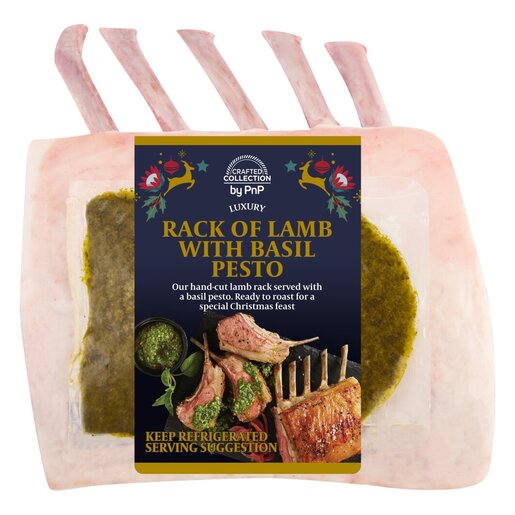 CRAFTED
COLLECTION
by PnP
LUXURY
RACK OF LAMB
WITH BASIL
PESTO
Our hand-cut lamb rack served with
a basil pesto. Ready to roast for a
special Christmas feast
KEEP REFRIGERATED
SERVING SUGGESTION